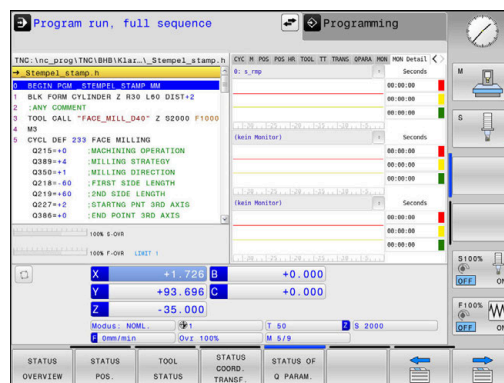 Program run, full sequence
Programming
TNC:\nc_prog\TNC\BHB\Klar…\_Stempel_stamp.h
→_Stempel_stamp.h
0 BEGIN PGM _STEMPEL_STAMP MM
1 BLK FORM CYLINDER Z R30 L60 DIST+2
2 ;ANY COMMENT
3 TOOL CALL "FACE_MILL_D40" Z S2000 F1000
4 M3
5 CYCL DEF 233 FACE MILLING
Q215=+0 ;MACHINING OPERATION
Q389=+4 ;MILLING STRATEGY
Q350=+1 ;MILLING DIRECTION
Q218=-60 ;FIRST SIDE LENGTH
Q219=+60 ;2ND SIDE LENGTH
Q227=+2 ;STARTNG PNT 3RD AXIS
Q386=+0 ;END POINT 3RD AXIS
100% S-OVR
100% F-OVR LIMIT 1
CYC M POS POS HR TOOL TT TRANS QPARA MON MON Detail
0: s_rmp Seconds
00:00:00
00:00:00
00:00:00
(kein Monitor) Seconds
00:00:00
00:00:00
00:00:00
(kein Monitor) Seconds
00:00:00
00:00:00
00:00:00
X +1.726 B +0.000
Y +93.696 C +0.000
Z -35.000
Modus: NOML. 1 T 50 Z S 2000
F 0mm/min Ovr 100% M 5/9
M
S
S100%
OFF ON
F100%
OFF ON
STATUS OVERVIEW
STATUS POS.
TOOL STATUS
STATUS COORD. TRANSF.
STATUS OF Q PARAM.